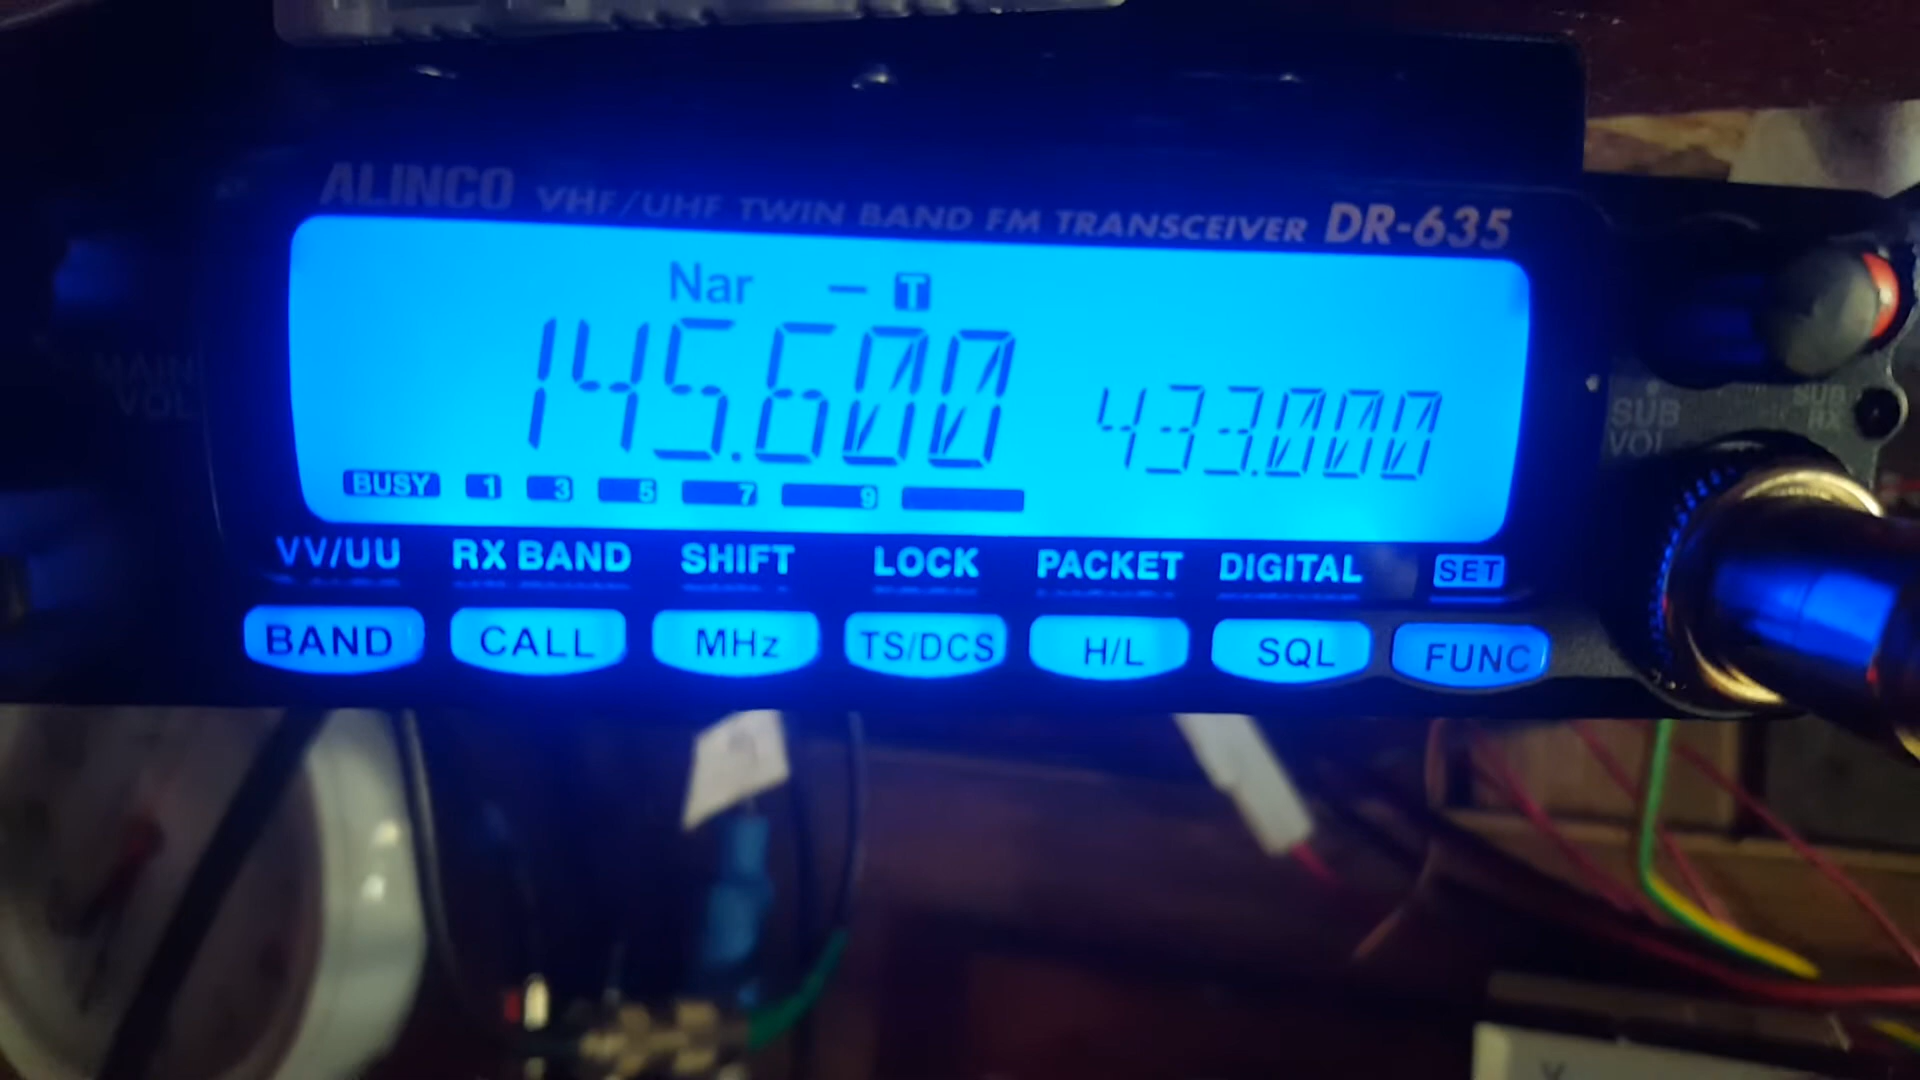 ALINCO VHF/UHF TWIN BAND FM TRANSCEIVER DR-635
Nar – T
145.600 433.000
BUSY 1 3 5 7 9
MAIN VOL
SUB VOL
SUB RX
VV/UU RX BAND SHIFT LOCK PACKET DIGITAL SET
BAND CALL MHz TS/DCS H/L SQL FUNC